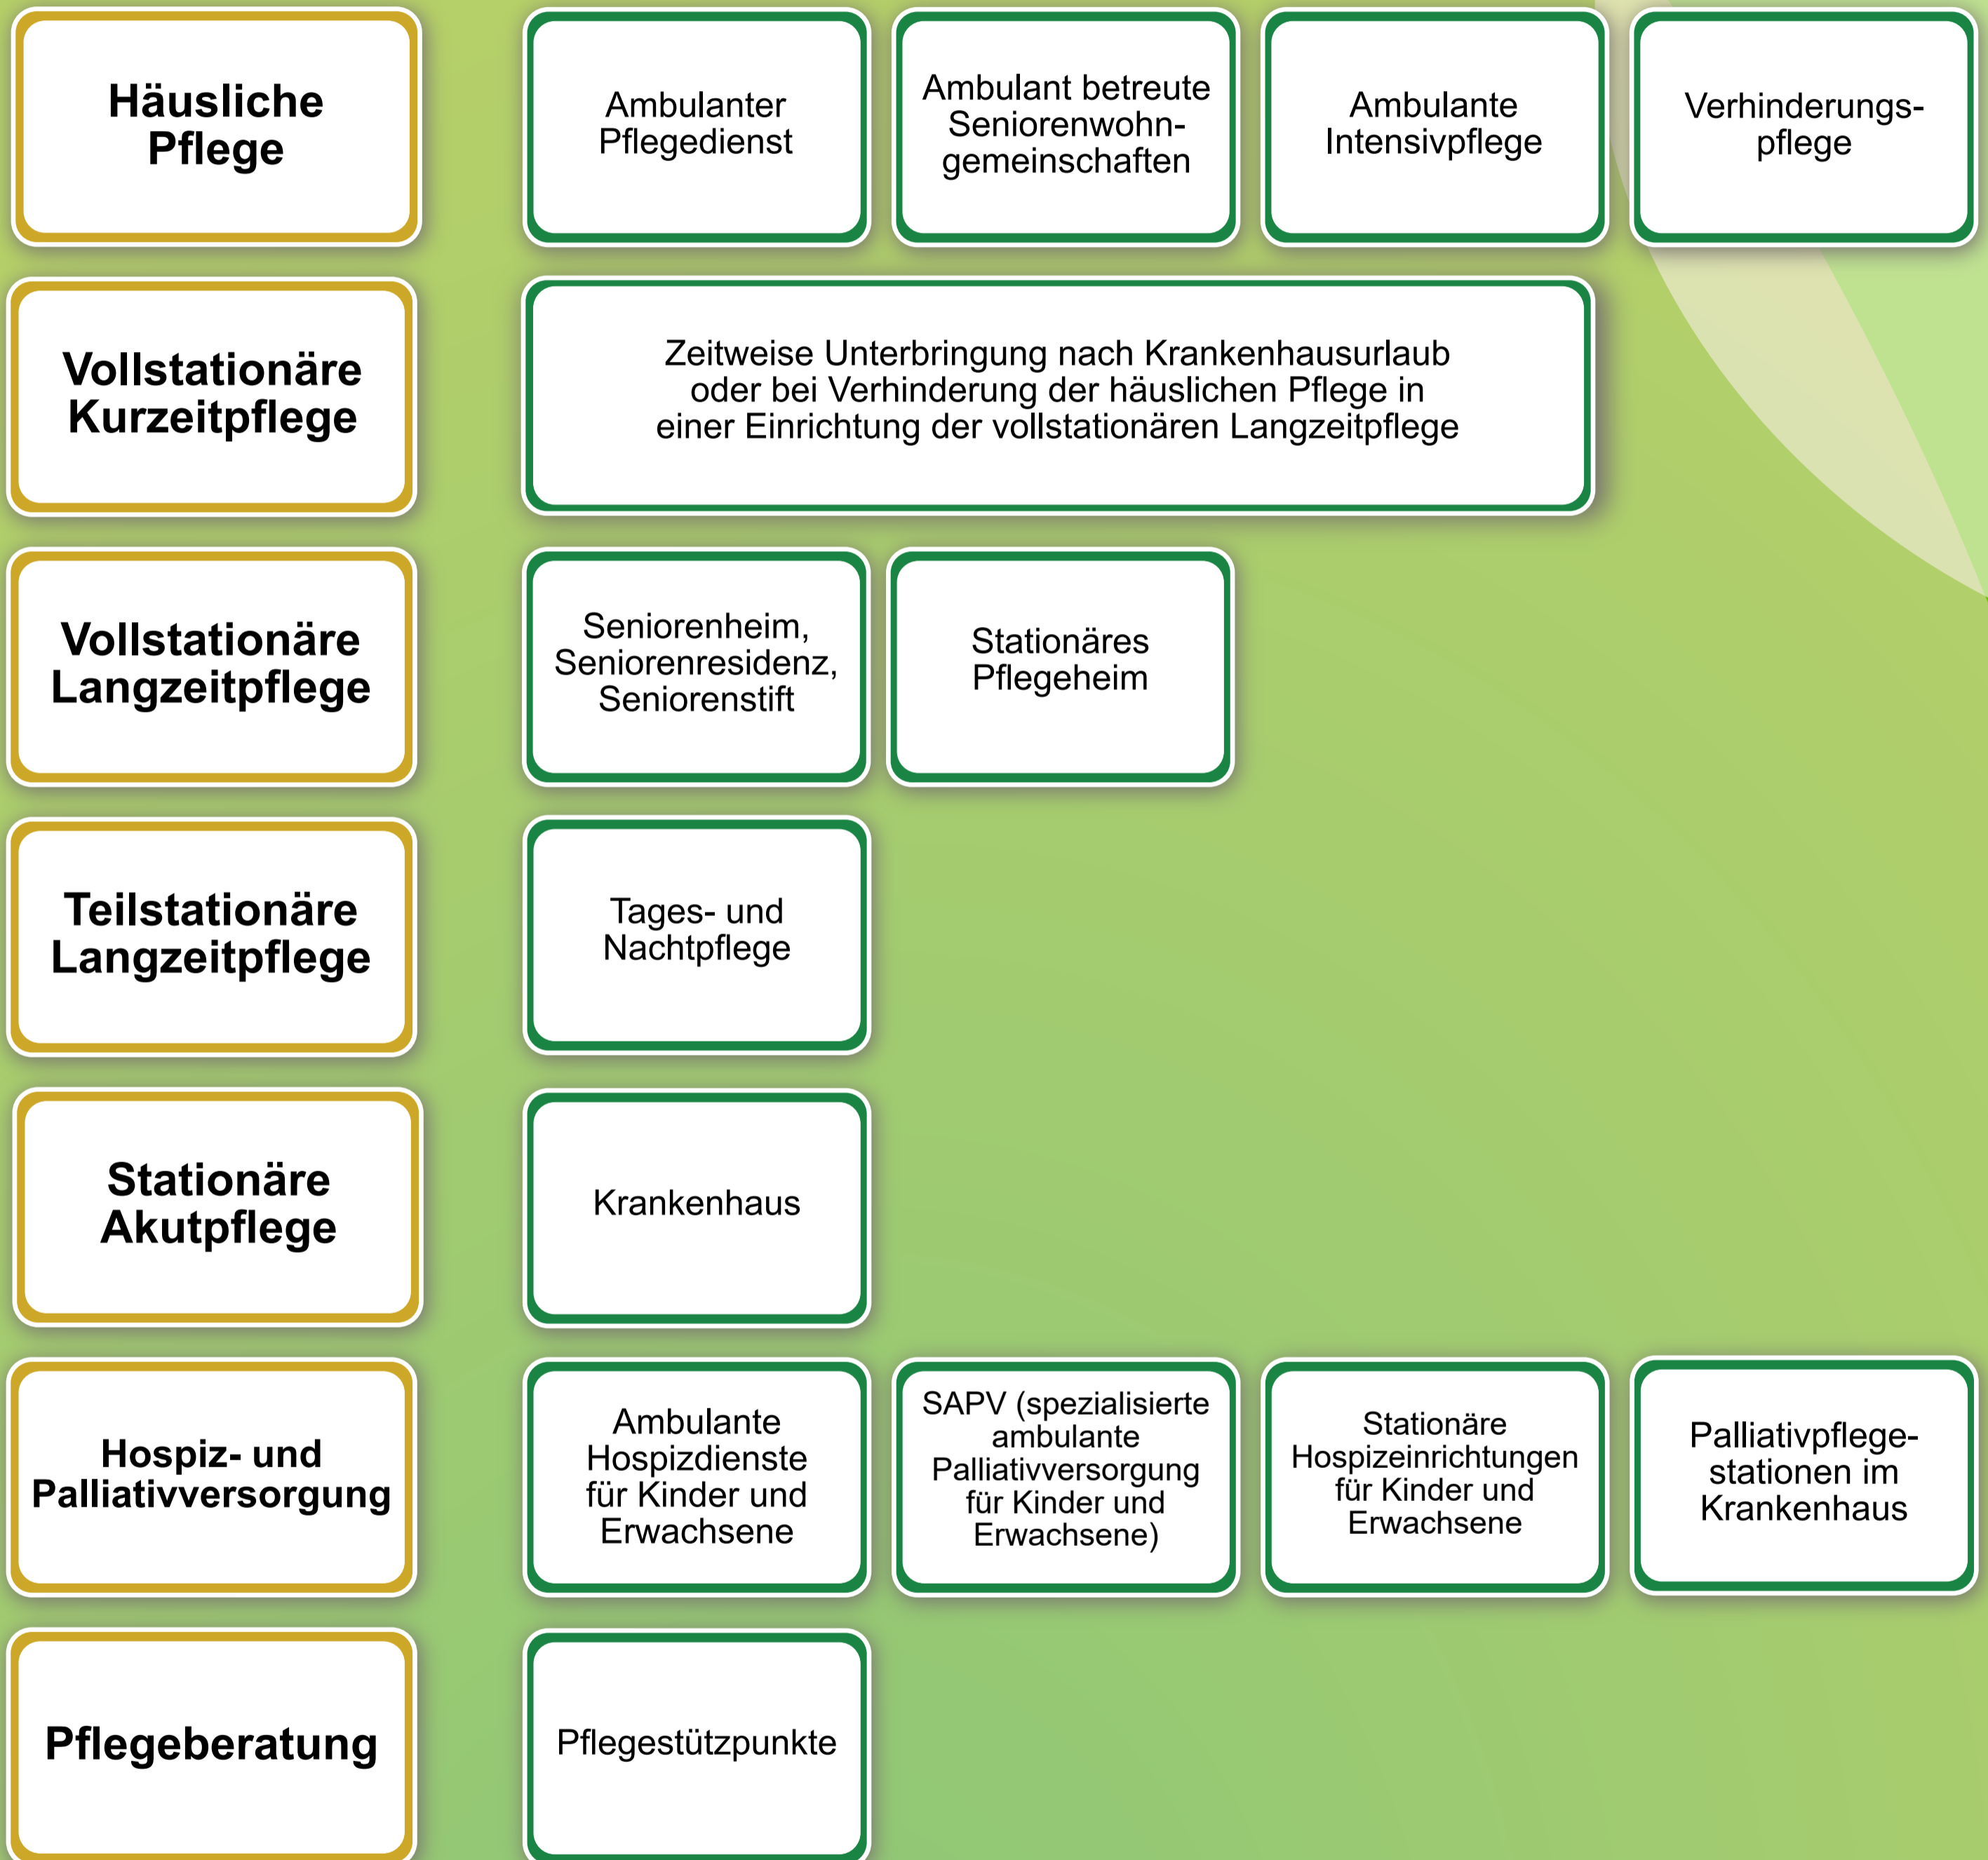 Häusliche
Pflege
Ambulanter
Pflegedienst
Ambulant betreute
Seniorenwohn-
gemeinschaften
Ambulante
Intensivpflege
Verhinderungs-
pflege
Vollstationäre
Kurzeitpflege
Zeitweise Unterbringung nach Krankenhausurlaub
oder bei Verhinderung der häuslichen Pflege in
einer Einrichtung der vollstationären Langzeitpflege
Vollstationäre
Langzeitpflege
Seniorenheim,
Seniorenresidenz,
Seniorenstift
Stationäres
Pflegeheim
Teilstationäre
Langzeitpflege
Tages- und
Nachtpflege
Stationäre
Akutpflege
Krankenhaus
Hospiz- und
Palliativversorgung
Ambulante
Hospizdienste
für Kinder und
Erwachsene
SAPV (spezialisierte
ambulante
Palliativversorgung
für Kinder und
Erwachsene)
Stationäre
Hospizeinrichtungen
für Kinder und
Erwachsene
Palliativpflege-
stationen im
Krankenhaus
Pflegeberatung
Pflegestützpunkte